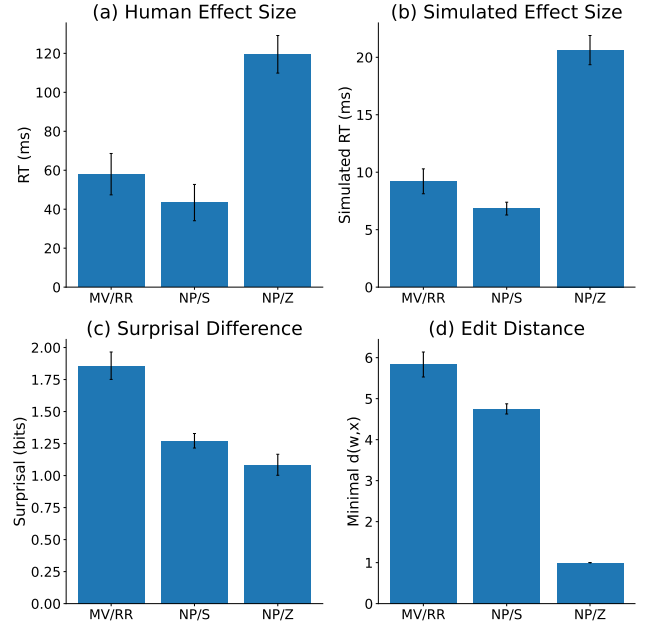 (a) Human Effect Size
RT (ms)
120
100
80
60
40
20
0
MV/RR NP/S NP/Z
(b) Simulated Effect Size
Simulated RT (ms)
20
15
10
5
0
MV/RR NP/S NP/Z
(c) Surprisal Difference
Surprisal (bits)
2.00
1.75
1.50
1.25
1.00
0.75
0.50
0.25
0.00
MV/RR NP/S NP/Z
(d) Edit Distance
Minimal d(w,x)
6
5
4
3
2
1
0
MV/RR NP/S NP/Z